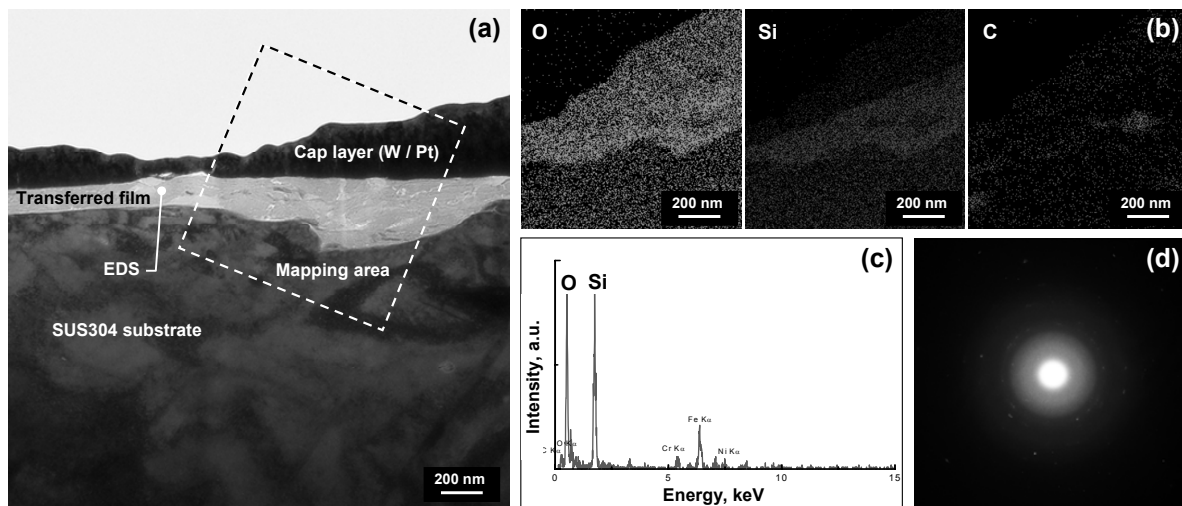 (a)
Cap layer (W / Pt)
Transferred film
EDS
Mapping area
SUS304 substrate
200 nm
O
200 nm
Si
200 nm
C
(b)
200 nm
(c)
Intensity, a.u.
O
Si
Fe Kα
Cr Kα
Ni Kα
0
5
10
15
Energy, keV
(d)